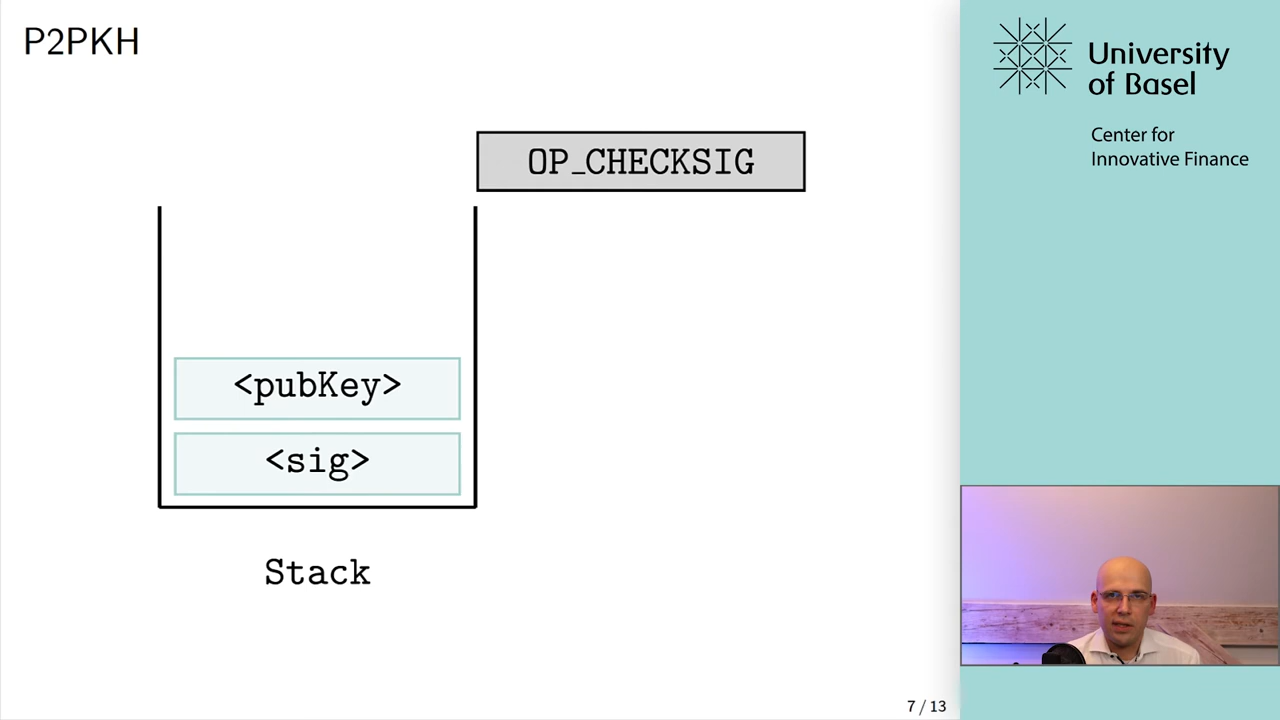 P2PKH
OP_CHECKSIG
<pubKey>
<sig>
Stack
7 / 13
University
of Basel
Center for
Innovative Finance